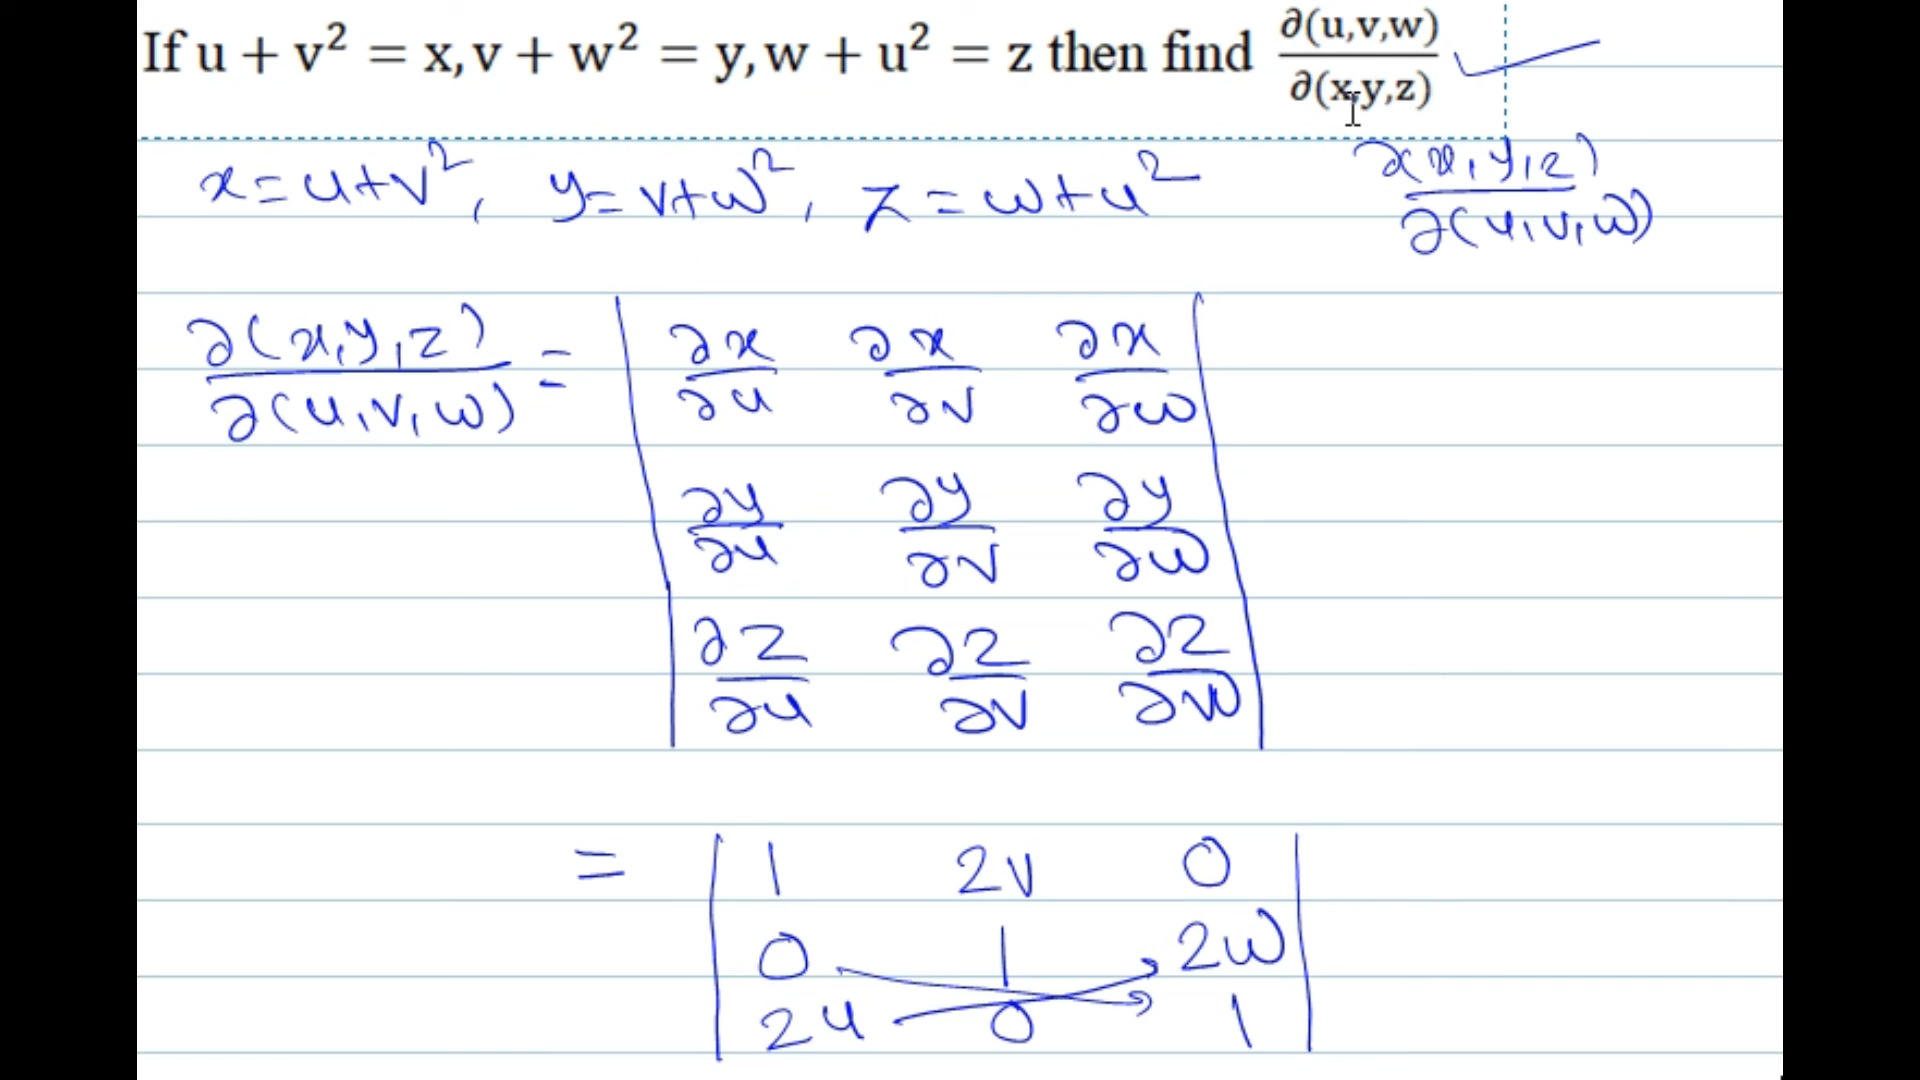 If u + v² = x, v + w² = y, w + u² = z then find ∂(u,v,w)/∂(x,y,z)
x = u+v², y = v+w², z = w+u² ∂(x,y,z)/∂(u,v,w)
∂(x,y,z)/∂(u,v,w) = | ∂x/∂u ∂x/∂v ∂x/∂w |
| ∂y/∂u ∂y/∂v ∂y/∂w |
| ∂z/∂u ∂z/∂v ∂z/∂w |
= | 1 2v 0 |
| 0 1 2w |
| 2u 0 1 |